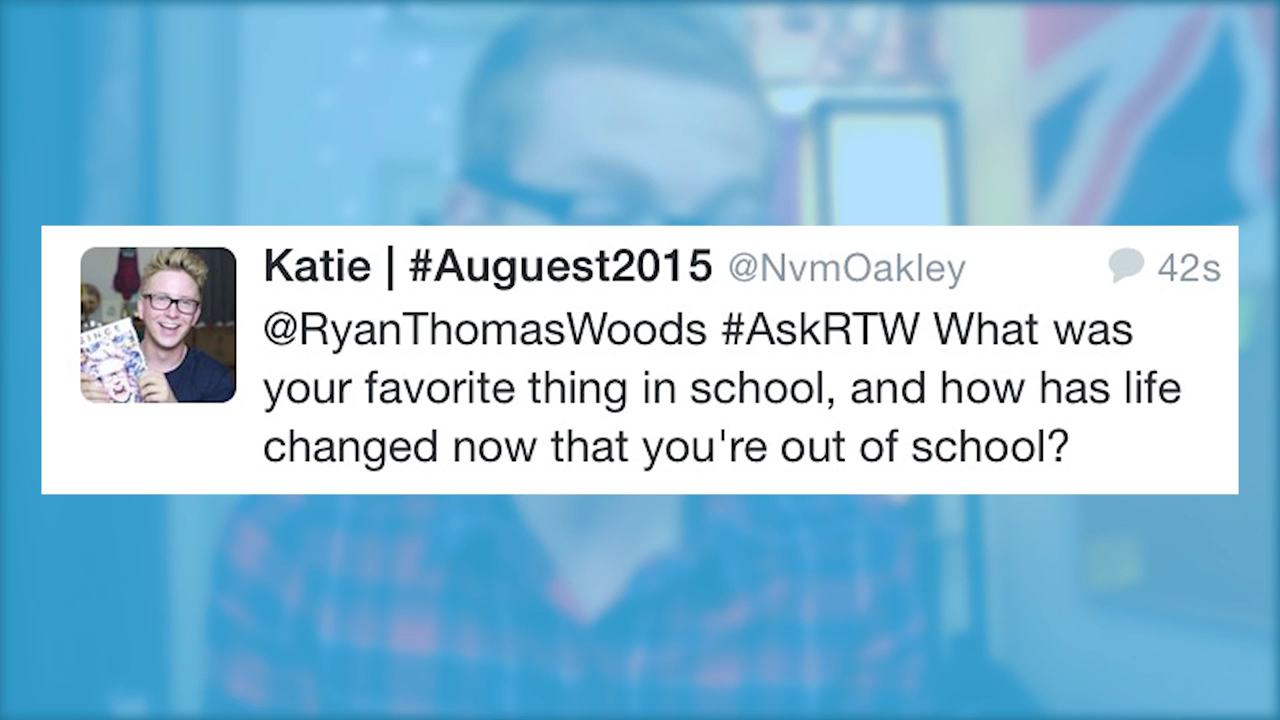 Katie | #Auguest2015 @NvmOakley 42s
@RyanThomasWoods #AskRTW What was
your favorite thing in school, and how has life
changed now that you're out of school?